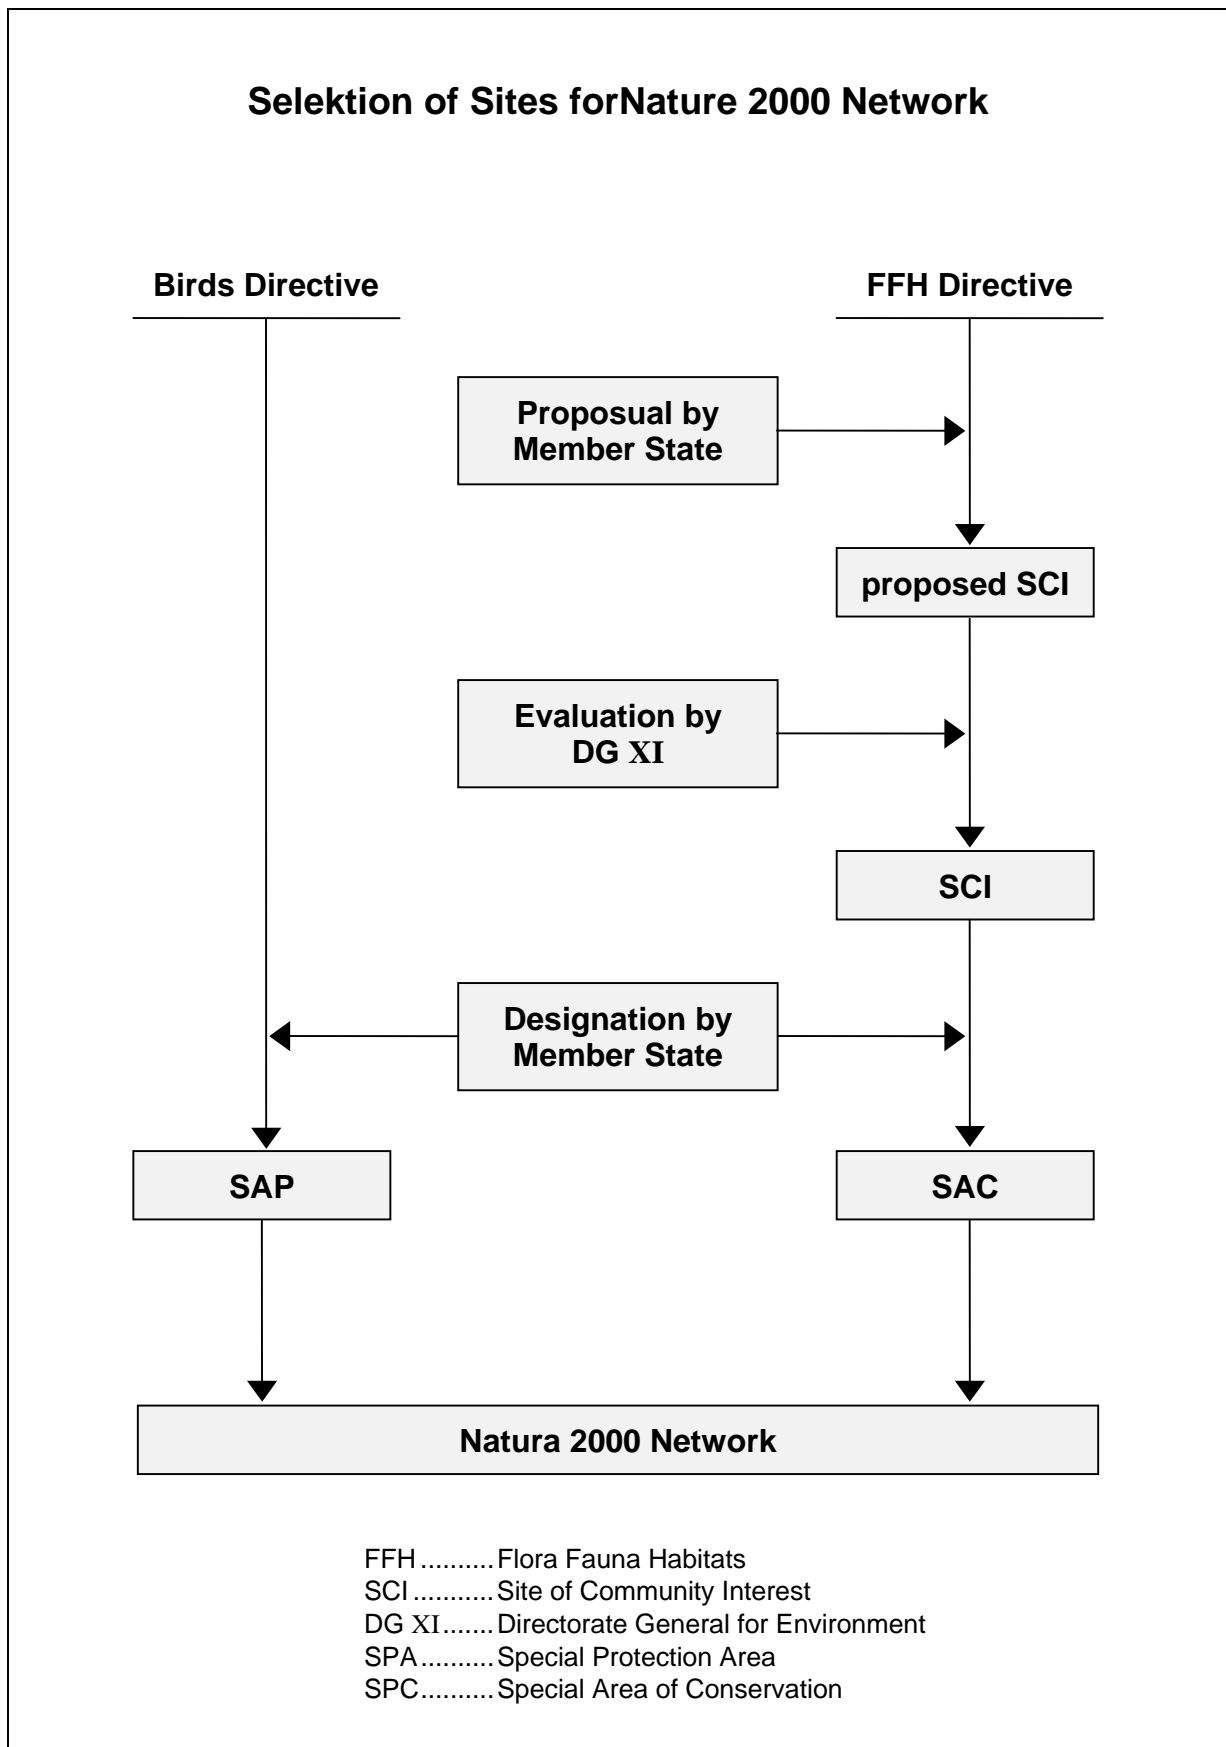 Selektion of Sites forNature 2000 Network
Birds Directive
FFH Directive
Proposual by
Member State
proposed SCI
Evaluation by
DG XI
SCI
Designation by
Member State
SAP
SAC
Natura 2000 Network
FFH .......... Flora Fauna Habitats
SCI ........... Site of Community Interest
DG XI ....... Directorate General for Environment
SPA .......... Special Protection Area
SPC .......... Special Area of Conservation